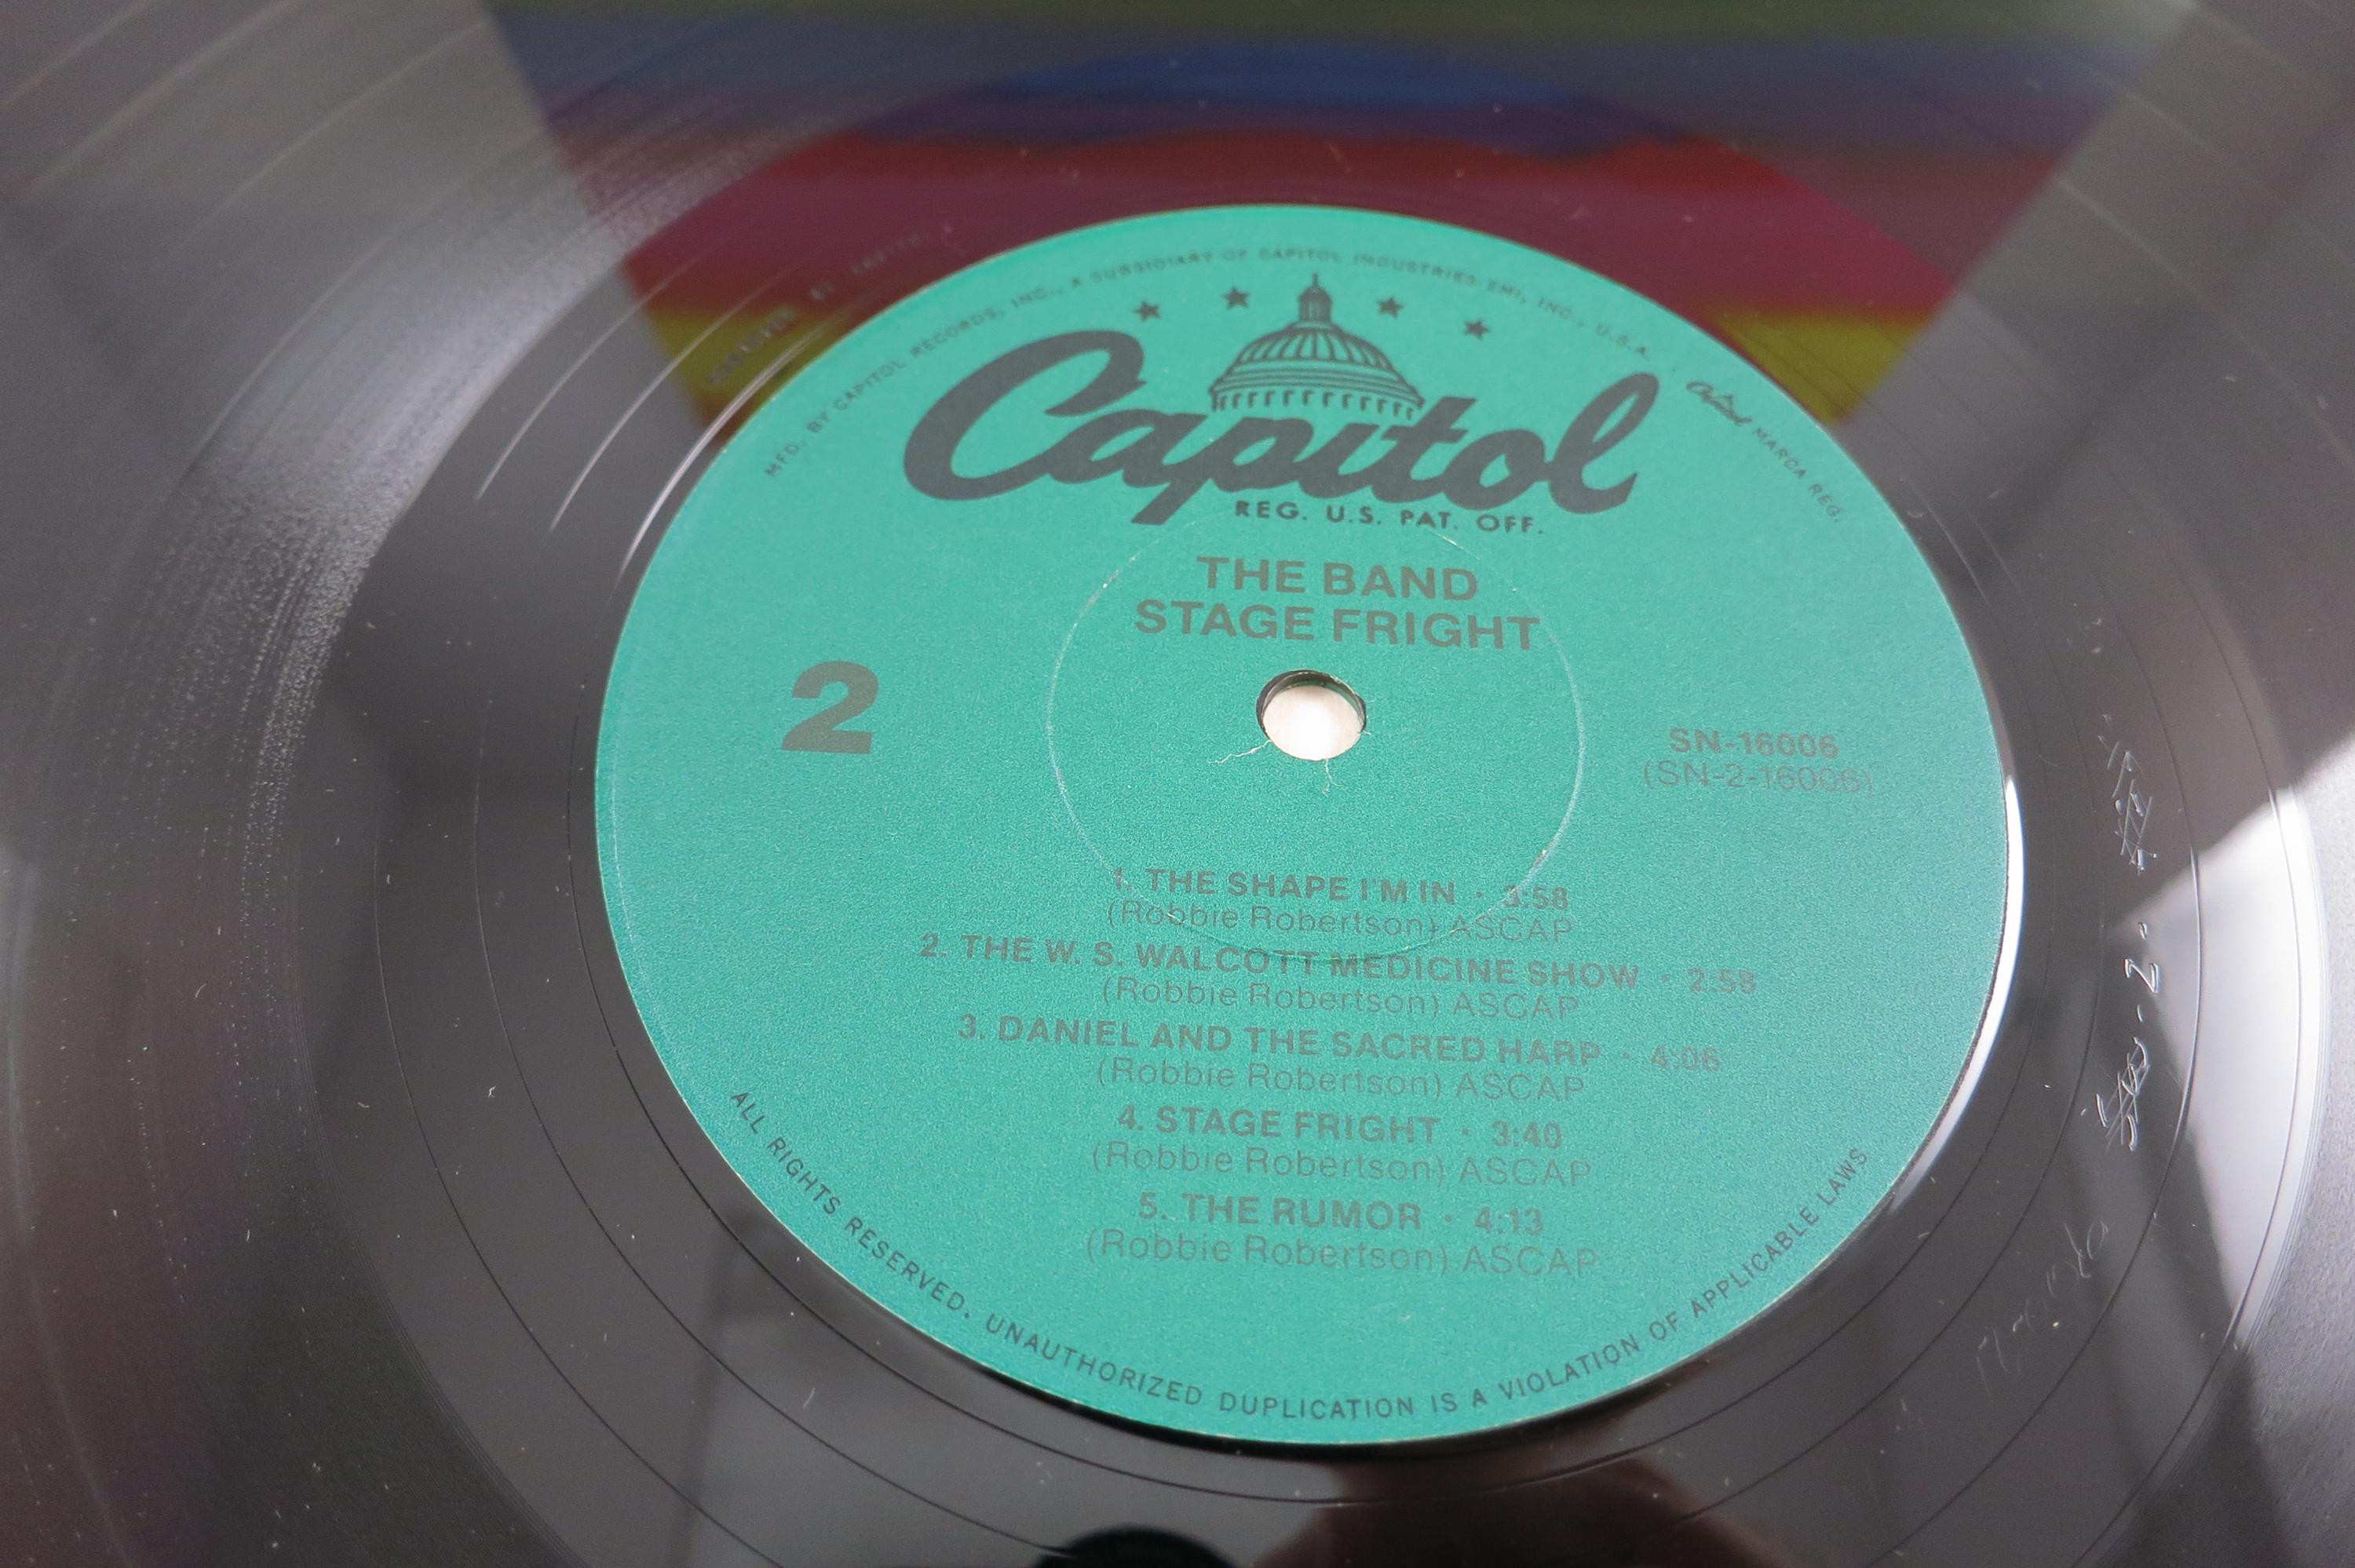 MFD. BY CAPITOL RECORDS, INC., A SUBSIDIARY OF CAPITOL INDUSTRIES-EMI, INC., U.S.A.
Capitol MARCA REG.
Capitol
REG. U.S. PAT. OFF.
THE BAND
STAGE FRIGHT
2
SN-16006
(SN-2-16006)
1. THE SHAPE I'M IN · 3:58
(Robbie Robertson) ASCAP
2. THE W. S. WALCOTT MEDICINE SHOW · 2:58
(Robbie Robertson) ASCAP
3. DANIEL AND THE SACRED HARP · 4:06
(Robbie Robertson) ASCAP
4. STAGE FRIGHT · 3:40
(Robbie Robertson) ASCAP
5. THE RUMOR · 4:13
(Robbie Robertson) ASCAP
ALL RIGHTS RESERVED. UNAUTHORIZED DUPLICATION IS A VIOLATION OF APPLICABLE LAWS